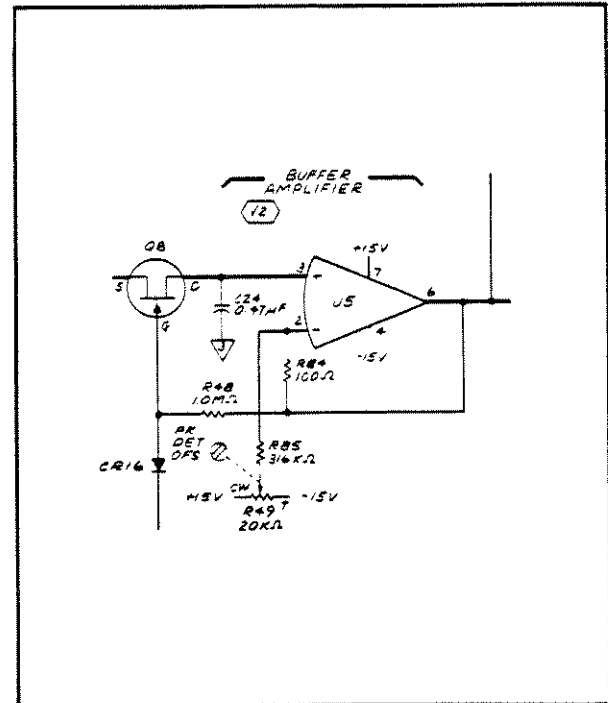 BUFFER
AMPLIFIER
12
Q8
+15V
S
D
3
+
7
C24
0.47µF
U5
6
G
2
-
4
3
R84
100Ω
-15V
R48
1.0MΩ
PK
DET
OFS
R85
316KΩ
CR16
+15V
CW
-15V
R49
20KΩ